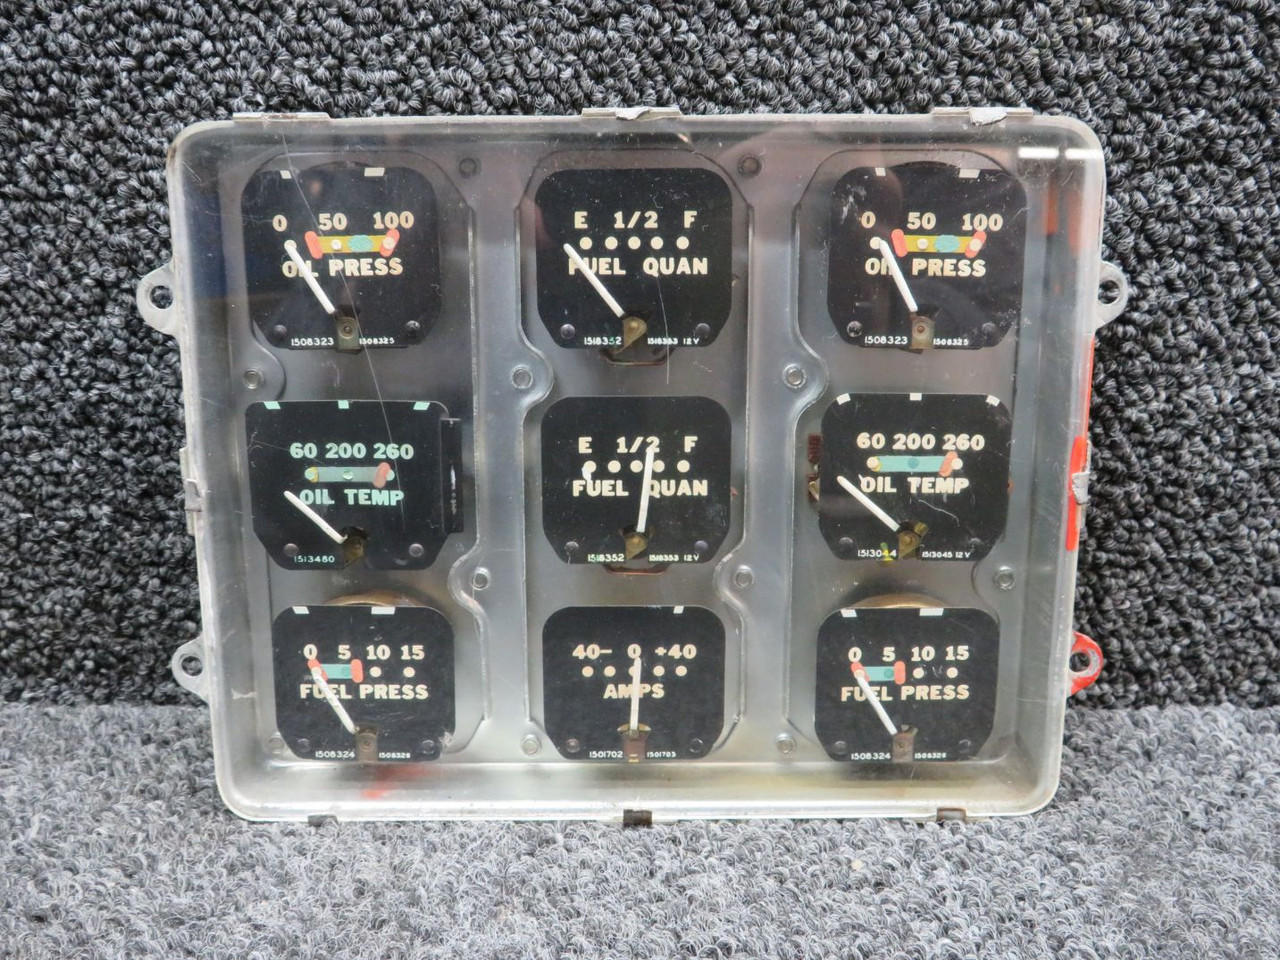 0 50 100
OIL PRESS
1508323 1508325
E 1/2 F
FUEL QUAN
1518352 1518353 12V
0 50 100
OIL PRESS
1508323 1508325
60 200 260
OIL TEMP
1513480
E 1/2 F
FUEL QUAN
1518352 1518353 12V
60 200 260
OIL TEMP
1513044 1513045 12V
0 5 10 15
FUEL PRESS
1508324 1508326
40- 0 +40
AMPS
1501702 1501703
0 5 10 15
FUEL PRESS
1508324 1508326